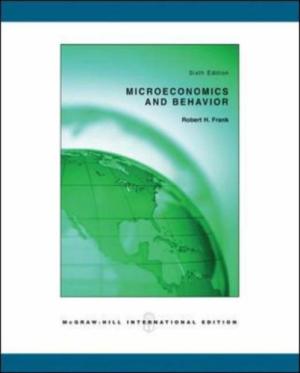 Sixth Edition
MICROECONOMICS
AND BEHAVIOR
Robert H. Frank
McGRAW-HILL INTERNATIONAL EDITION